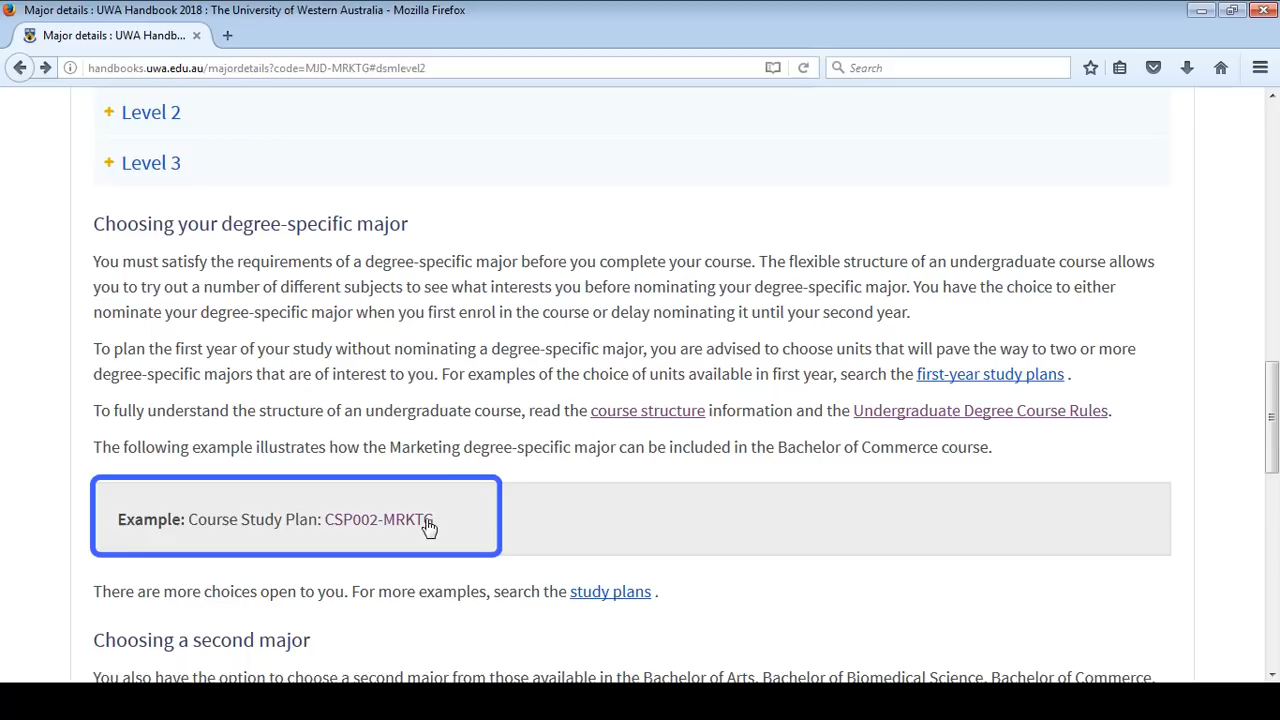 Major details : UWA Handbook 2018 : The University of Western Australia - Mozilla Firefox
Major details : UWA Handb...
handbooks.uwa.edu.au/majordetails?code=MJD-MRKTG#dsmlevel2
Search
Level 2
Level 3
Choosing your degree-specific major
You must satisfy the requirements of a degree-specific major before you complete your course. The flexible structure of an undergraduate course allows
you to try out a number of different subjects to see what interests you before nominating your degree-specific major. You have the choice to either
nominate your degree-specific major when you first enrol in the course or delay nominating it until your second year.
To plan the first year of your study without nominating a degree-specific major, you are advised to choose units that will pave the way to two or more
degree-specific majors that are of interest to you. For examples of the choice of units available in first year, search the first-year study plans .
To fully understand the structure of an undergraduate course, read the course structure information and the Undergraduate Degree Course Rules.
The following example illustrates how the Marketing degree-specific major can be included in the Bachelor of Commerce course.
Example: Course Study Plan: CSP002-MRKTG
There are more choices open to you. For more examples, search the study plans .
Choosing a second major
You also have the option to choose a second major from those available in the Bachelor of Arts, Bachelor of Biomedical Science, Bachelor of Commerce,